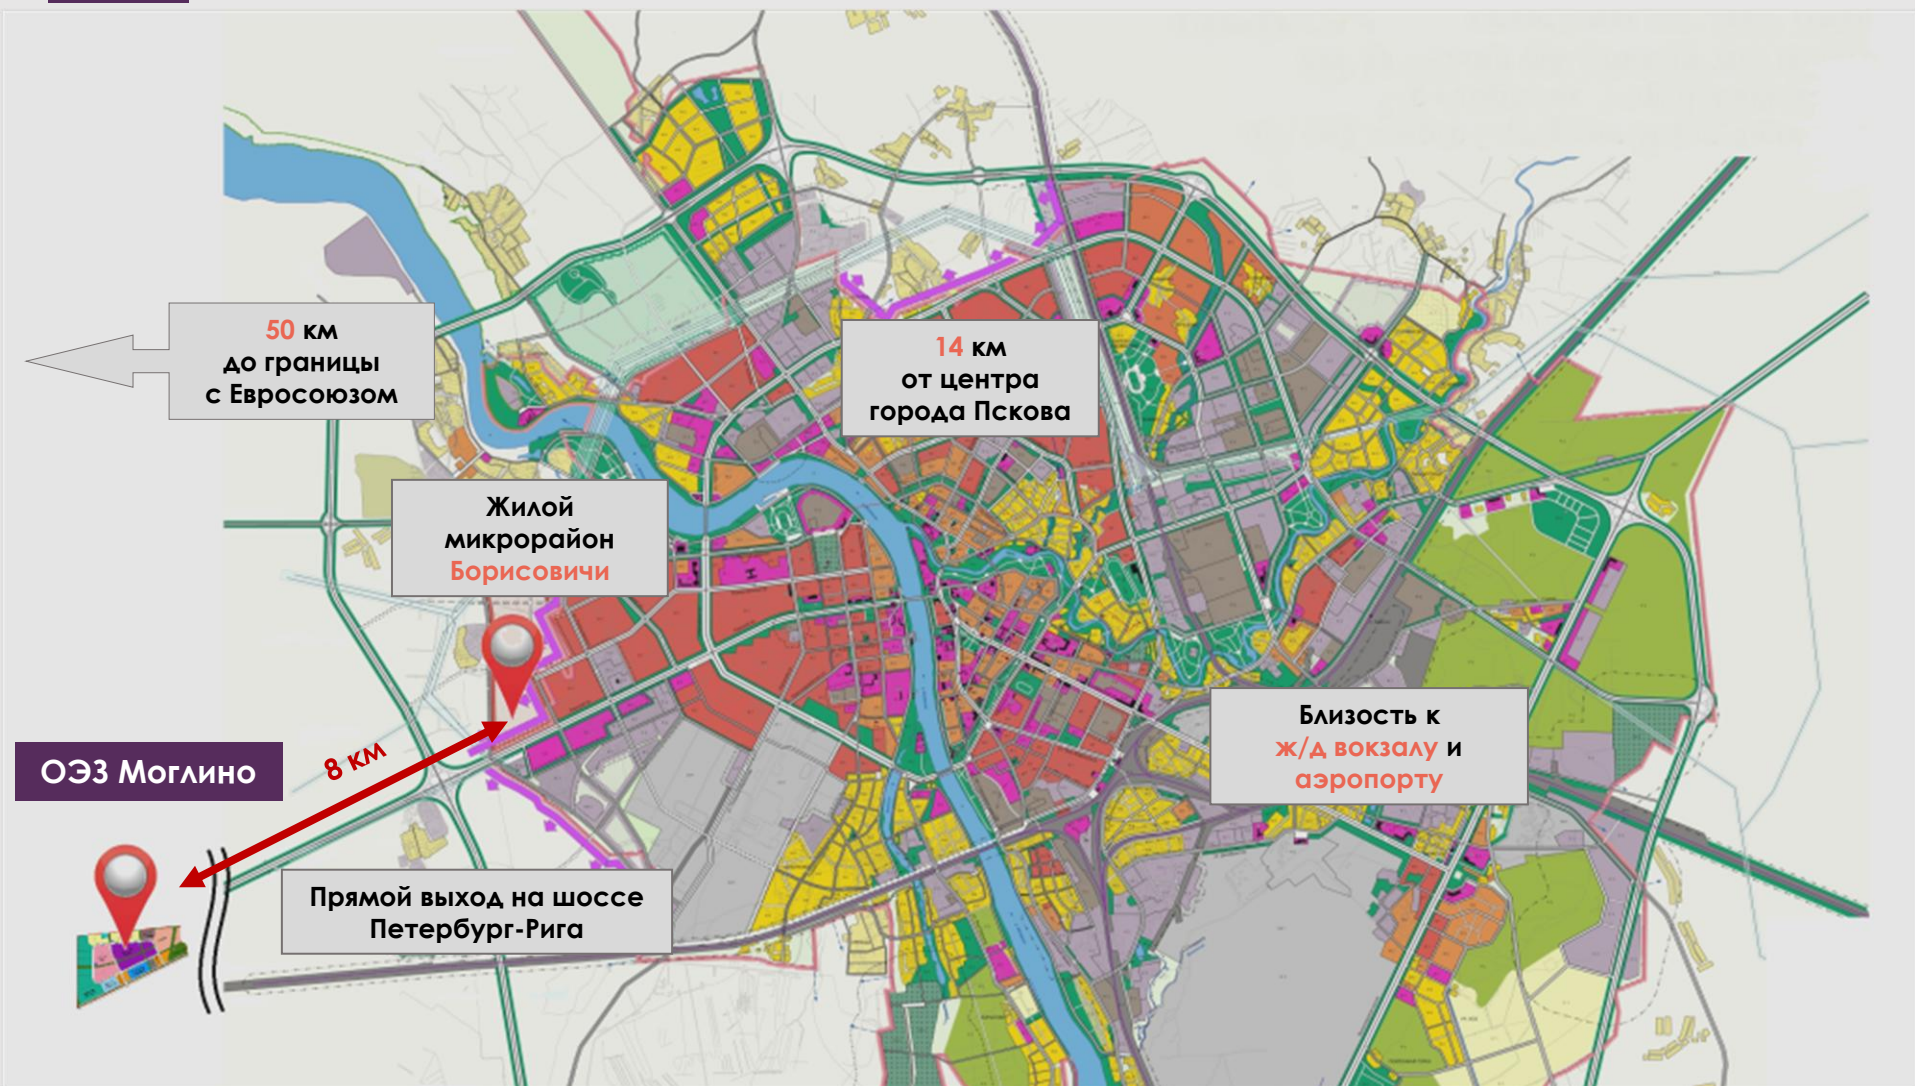 50 км
до границы
с Евросоюзом
14 км
от центра
города Пскова
Жилой
микрорайон
Борисовичи
Близость к
ж/д вокзалу и
аэропорту
ОЭЗ Моглино
8 км
Прямой выход на шоссе
Петербург-Рига